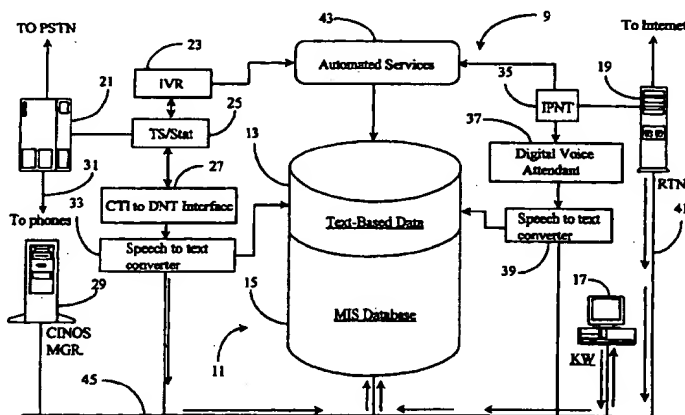 43
9
TO PSTN
To Internet
23
Automated Services
35
19
21
IVR
IPNT
37
25
TS/Stat
13
Digital Voice
Attendant
31
27
RTN
33
To phones
CTI to DNT Interface
Text-Based Data
Speech to text
converter
41
Speech to text
converter
39
17
29
15
MIS Database
CINOS
MGR.
11
KW
45